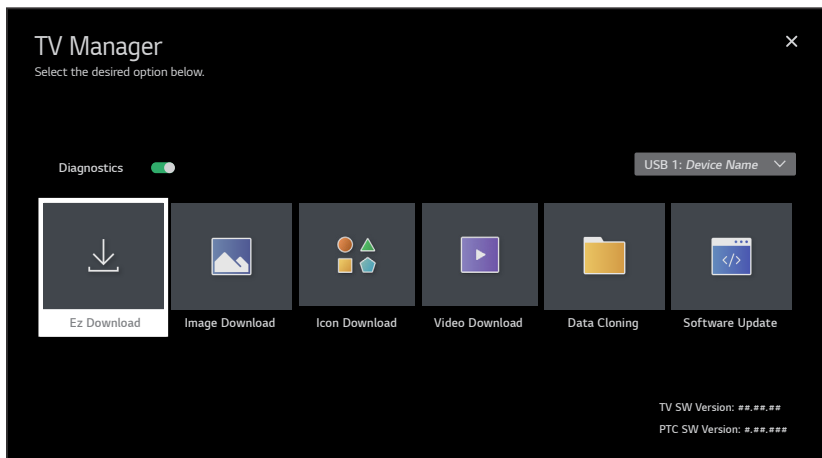 TV Manager
Select the desired option below.
Diagnostics
USB 1: Device Name
Ez Download
Image Download
Icon Download
Video Download
Data Cloning
Software Update
</>
TV SW Version: ##.##.##
PTC SW Version: #.##.###